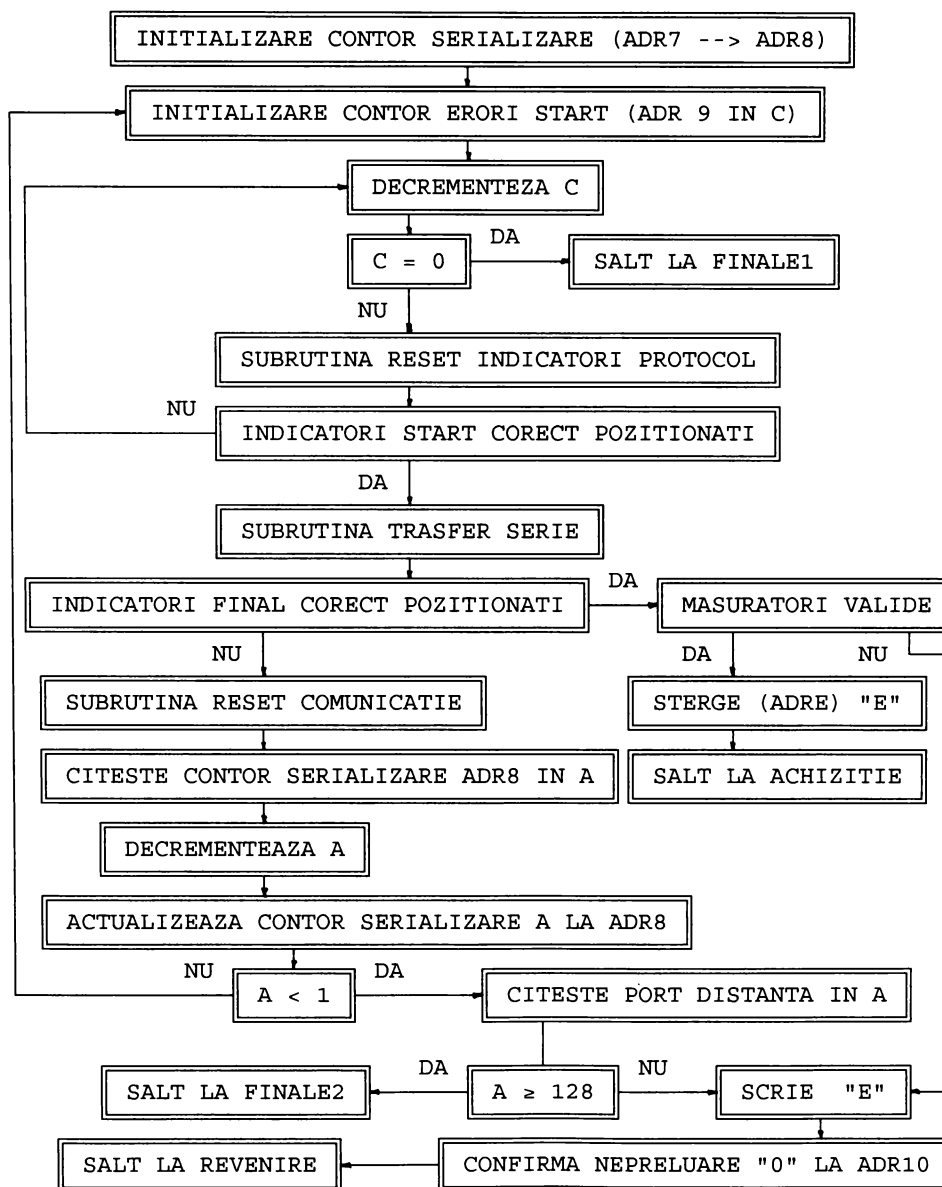 INITIALIZARE CONTOR SERIALIZARE (ADR7 --> ADR8)
INITIALIZARE CONTOR ERORI START (ADR 9 IN C)
DECREMENTEZA C
DA
C = 0
SALT LA FINALE1
NU
SUBRUTINA RESET INDICATORI PROTOCOL
NU
INDICATORI START CORECT POZITIONATI
DA
SUBRUTINA TRASFER SERIE
DA
INDICATORI FINAL CORECT POZITIONATI
MASURATORI VALIDE
NU
DA
NU
SUBRUTINA RESET COMUNICATIE
STERGE (ADRE) "E"
CITESTE CONTOR SERIALIZARE ADR8 IN A
SALT LA ACHIZITIE
DECREMENTEAZA A
ACTUALIZEAZA CONTOR SERIALIZARE A LA ADR8
NU
DA
A < 1
CITESTE PORT DISTANTA IN A
DA
NU
SALT LA FINALE2
A ≥ 128
SCRIE "E"
SALT LA REVENIRE
CONFIRMA NEPRELUARE "0" LA ADR10